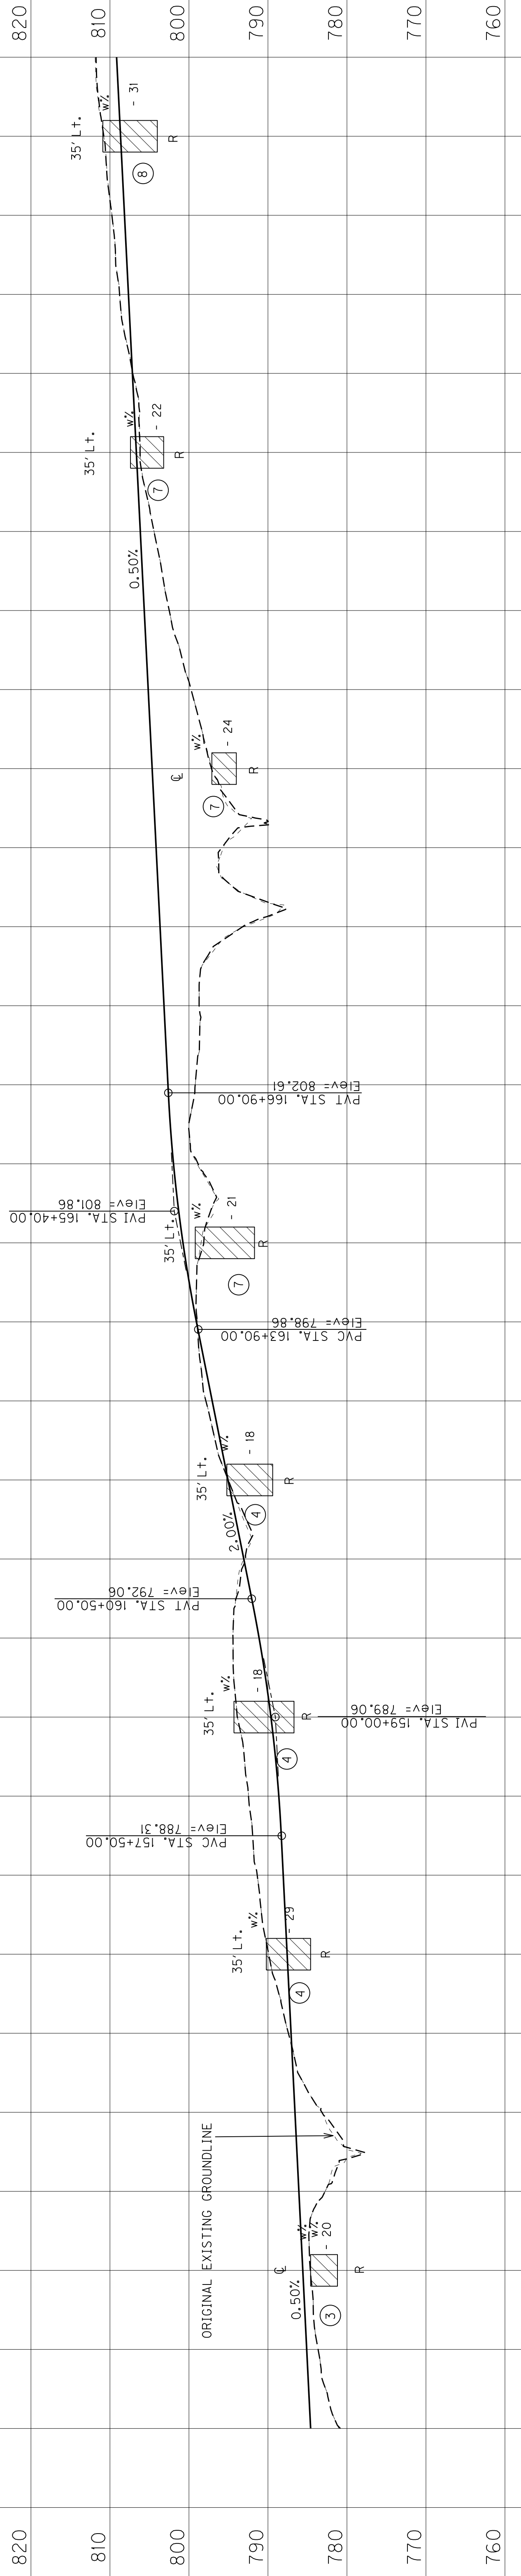 820
810
800
790
780
770
760
ORIGINAL EXISTING GROUNDLINE
0.50%
℄
w%
w%
- 20
R
3
35' Lt.
w%
- 29
R
4
PVC STA. 157+50.00
Elev= 788.31
35' Lt.
w%
- 18
R
4
PVI STA. 159+00.00
Elev= 789.06
PVT STA. 160+50.00
Elev= 792.06
2.00%
35' Lt.
w%
- 18
R
4
PVC STA. 163+90.00
Elev= 798.86
35' Lt.
w%
- 21
R
7
PVI STA. 165+40.00
Elev= 801.86
PVT STA. 166+90.00
Elev= 802.61
℄
w%
- 24
R
7
0.50%
35' Lt.
w%
- 22
R
7
35' Lt.
w%
- 31
R
8
820
810
800
790
780
770
760